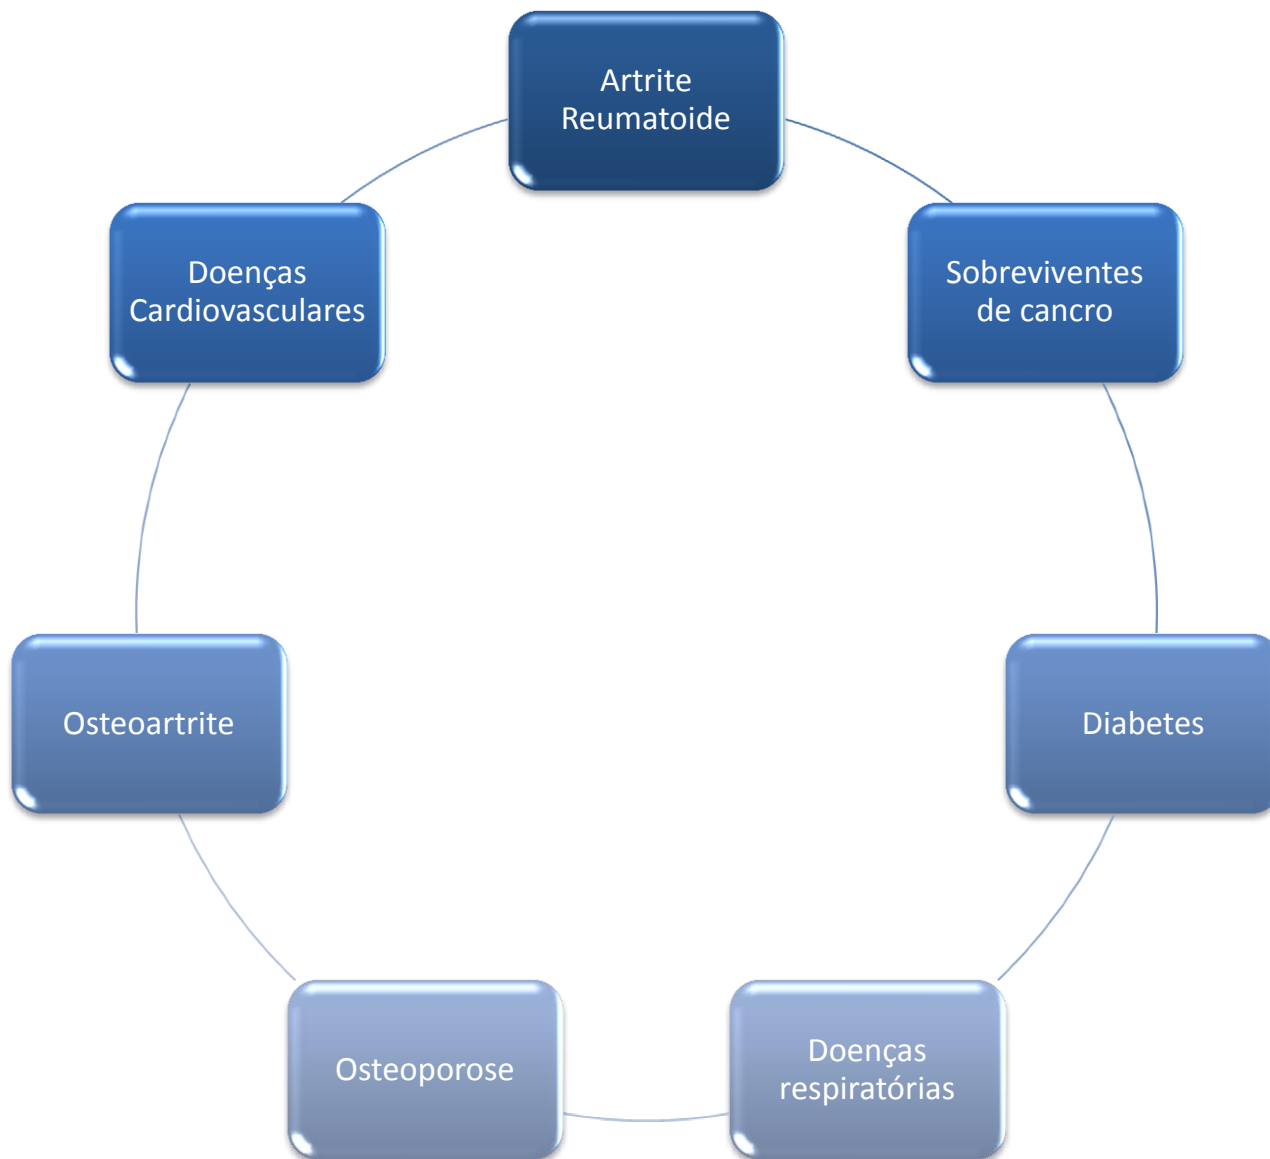 Artrite
Reumatoide
Doenças
Cardiovasculares
Sobreviventes
de cancro
Osteoartrite
Diabetes
Osteoporose
Doenças
respiratórias